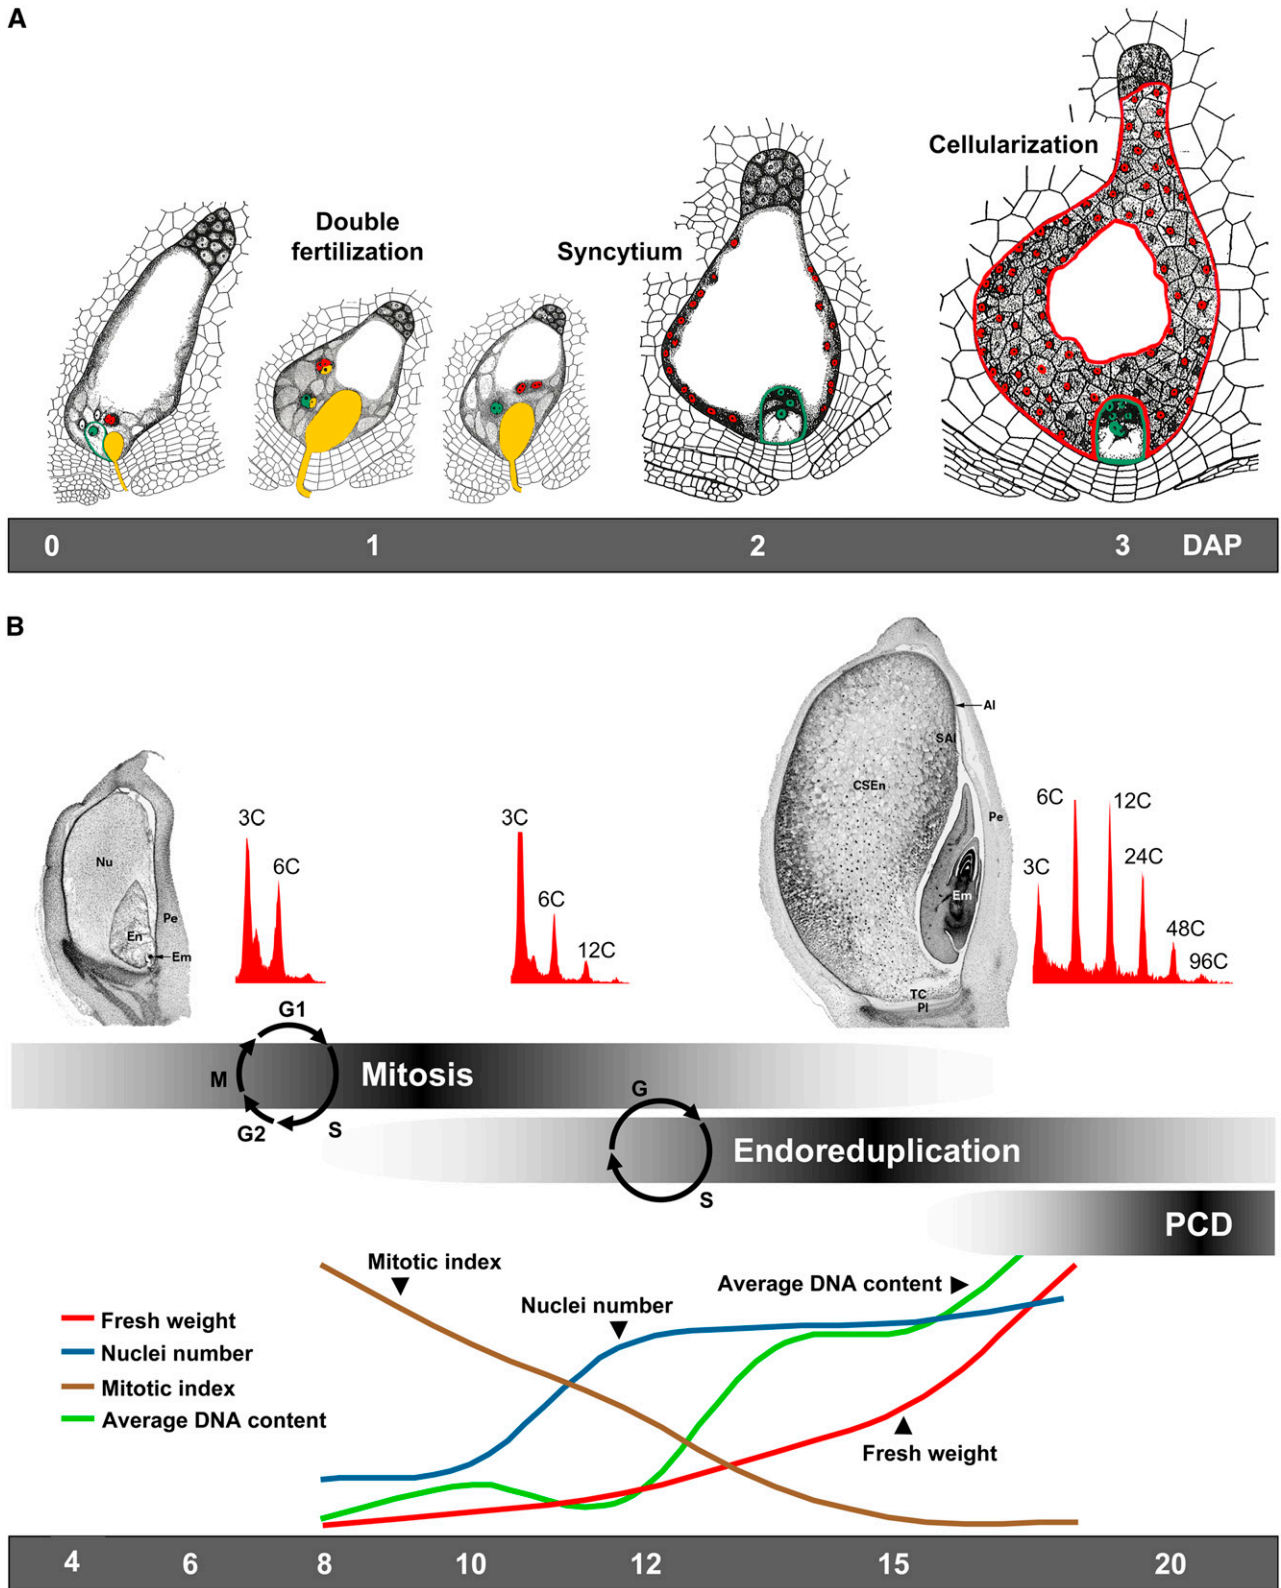 A
Double
fertilization
Syncytium
Cellularization
0 1 2 3 DAP
B
Nu
En
Pe
Em
3C
6C
3C
6C
12C
Al
SAl
CSEn
Pe
Em
TC
Pl
3C
6C
12C
24C
48C
96C
G1
M
G2
S
Mitosis
G
S
Endoreduplication
PCD
Mitotic index
Nuclei number
Average DNA content
Fresh weight
Fresh weight
Nuclei number
Mitotic index
Average DNA content
4 6 8 10 12 15 20